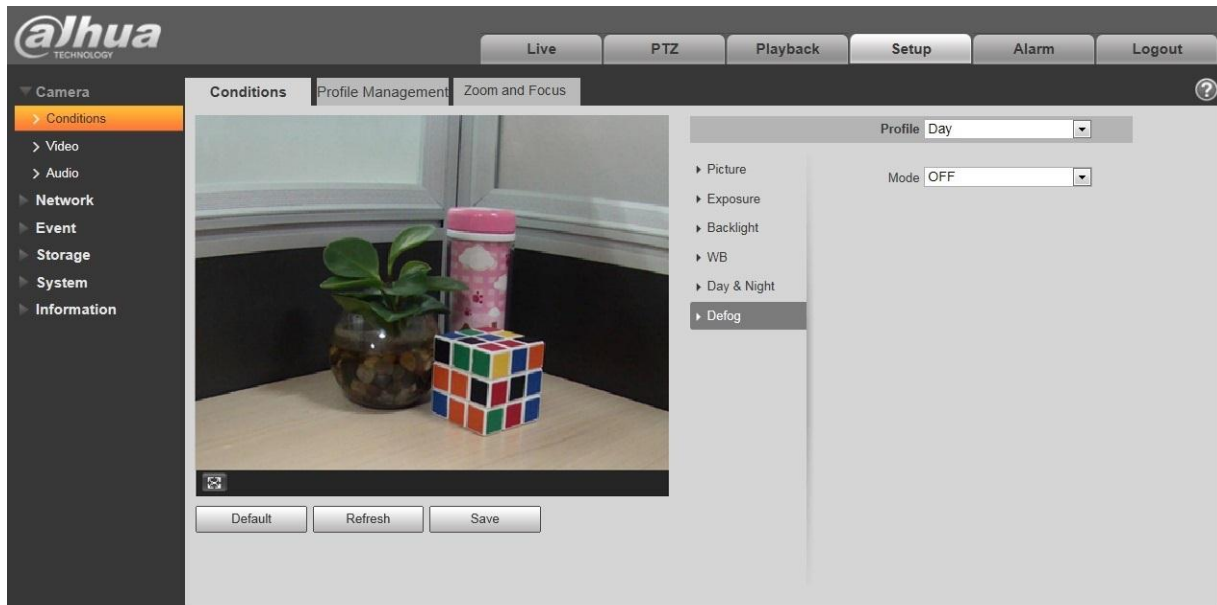 alhua
TECHNOLOGY
Live
PTZ
Playback
Setup
Alarm
Logout
Camera
Conditions
Video
Audio
Network
Event
Storage
System
Information
Conditions
Profile Management
Zoom and Focus
?
Profile Day
Picture
Exposure
Backlight
WB
Day & Night
Defog
Mode OFF
Default
Refresh
Save